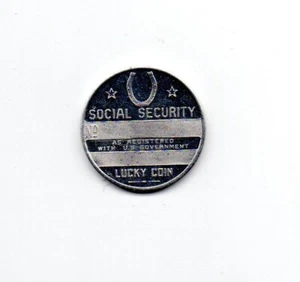 SOCIAL SECURITY
No
AS REGISTERED
WITH U.S. GOVERNMENT
LUCKY COIN